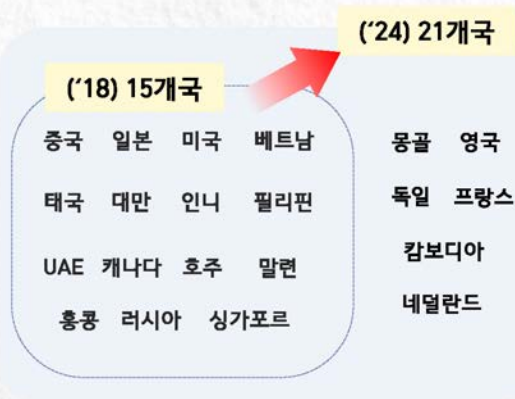 (‘24) 21개국
(‘18) 15개국
중국 일본 미국 베트남
태국 대만 인니 필리핀
UAE 캐나다 호주 말련
홍콩 러시아 싱가포르
몽골 영국
독일 프랑스
캄보디아
네덜란드